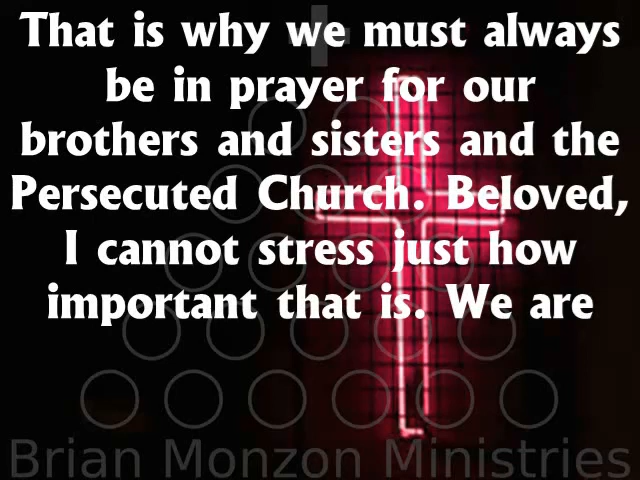 That is why we must always
be in prayer for our
brothers and sisters and the
Persecuted Church. Beloved,
I cannot stress just how
important that is. We are
Brian Monzon Ministries